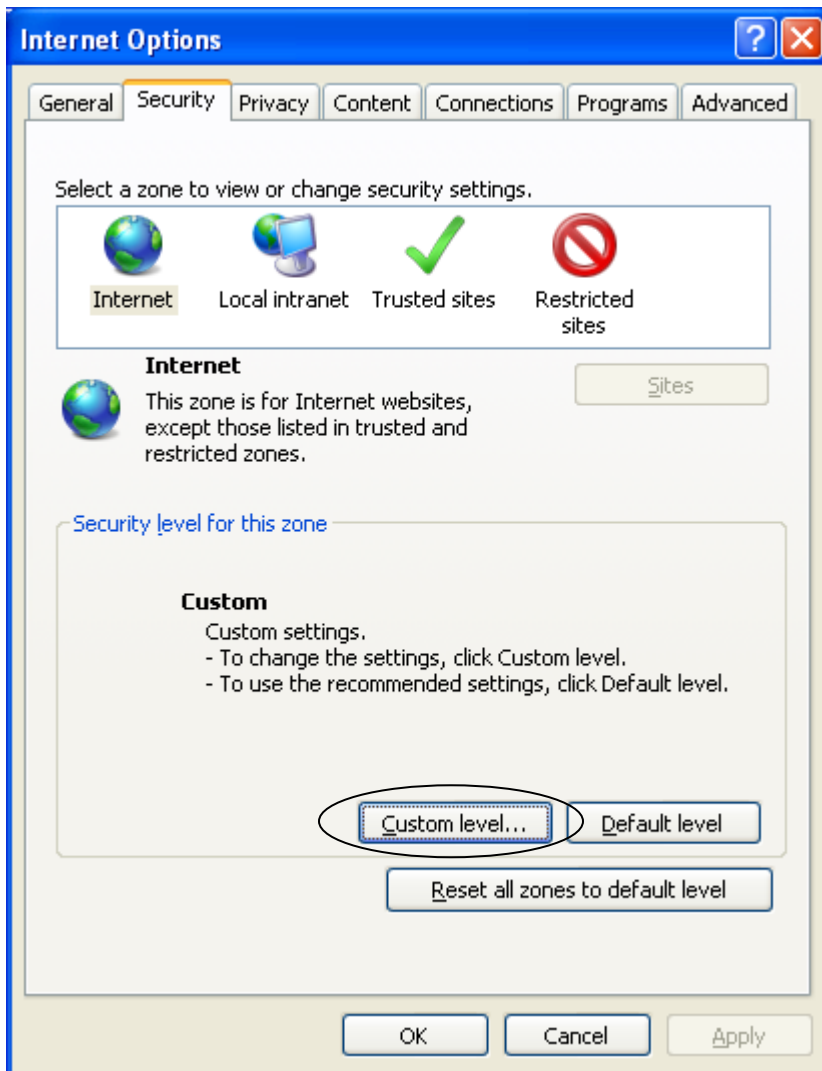 Internet Options
General Security Privacy Content Connections Programs Advanced
Select a zone to view or change security settings.
Internet Local intranet Trusted sites Restricted sites
Internet
Sites
This zone is for Internet websites,
except those listed in trusted and
restricted zones.
Security level for this zone
Custom
Custom settings.
- To change the settings, click Custom level.
- To use the recommended settings, click Default level.
Custom level... Default level
Reset all zones to default level
OK Cancel Apply